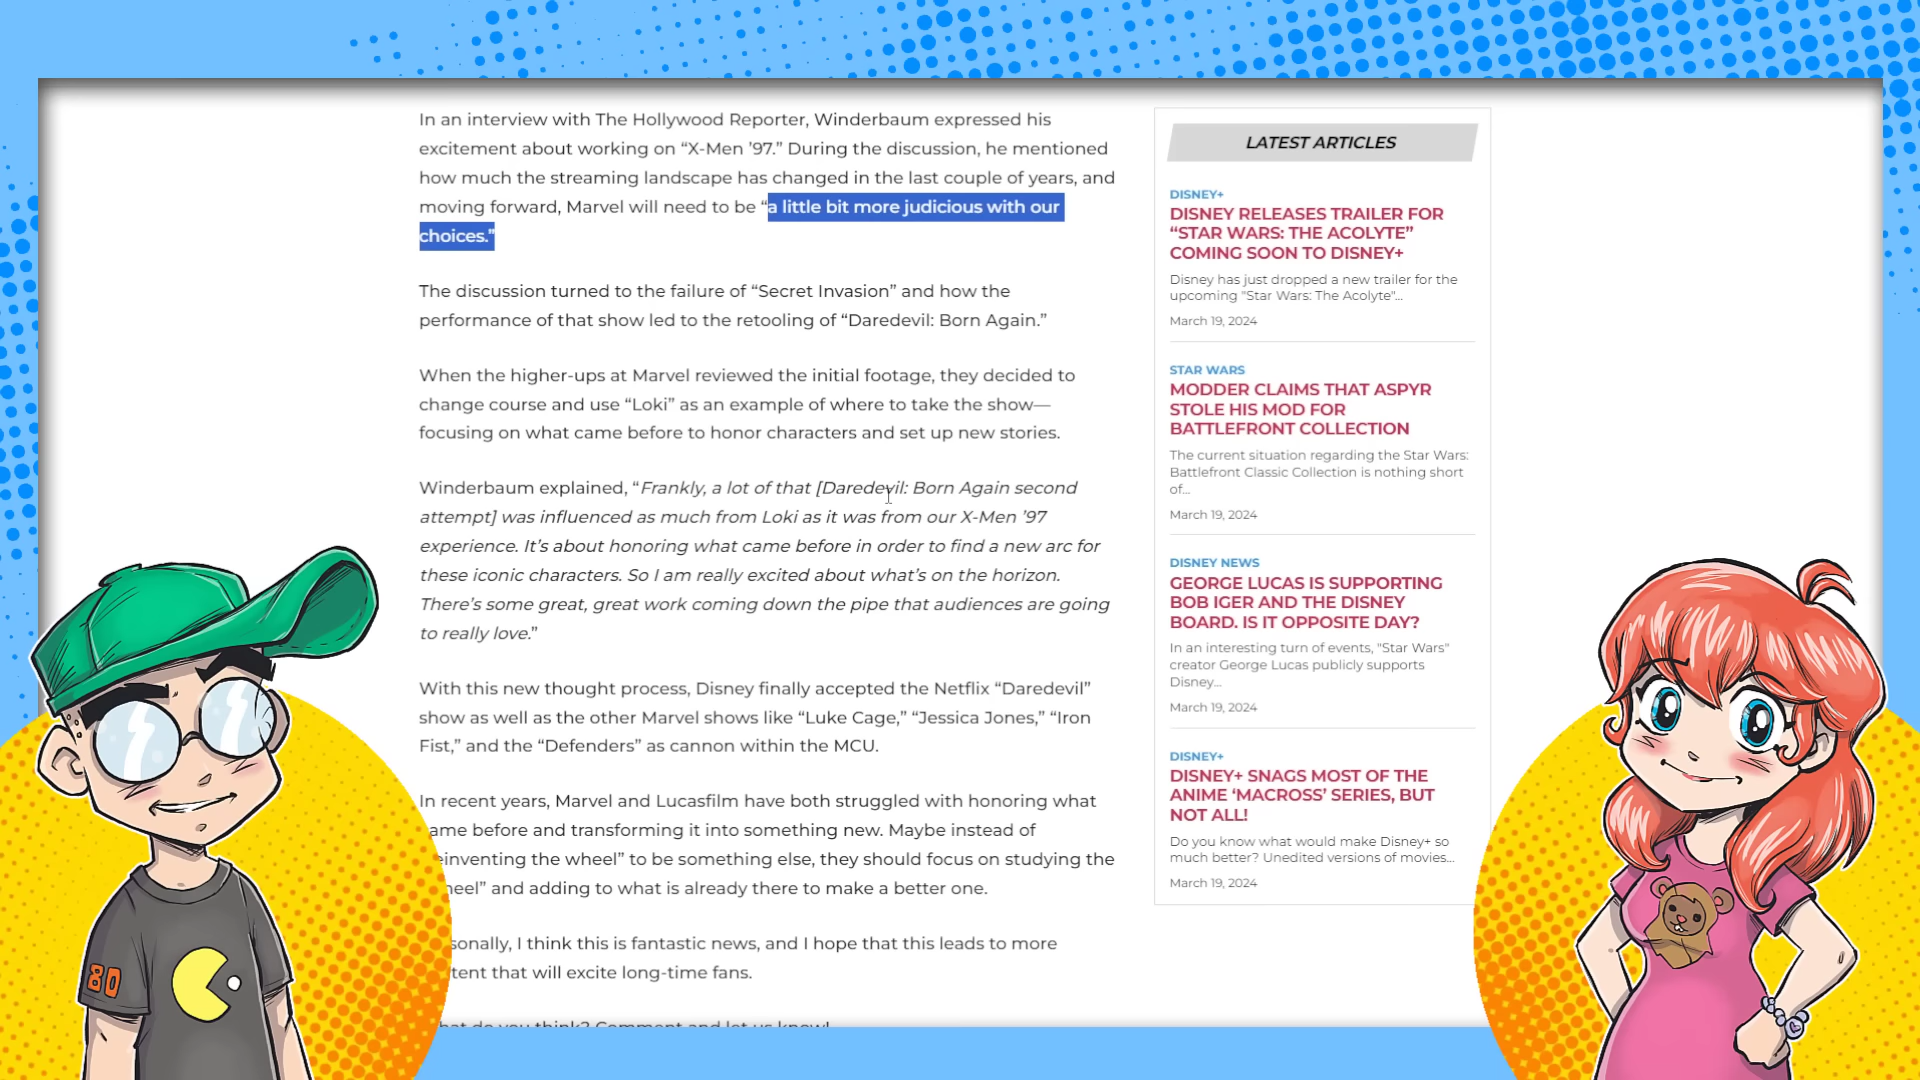 In an interview with The Hollywood Reporter, Winderbaum expressed his
excitement about working on “X-Men ’97.” During the discussion, he mentioned
how much the streaming landscape has changed in the last couple of years, and
moving forward, Marvel will need to be “a little bit more judicious with our
choices.”
The discussion turned to the failure of “Secret Invasion” and how the
performance of that show led to the retooling of “Daredevil: Born Again.”
When the higher-ups at Marvel reviewed the initial footage, they decided to
change course and use “Loki” as an example of where to take the show—
focusing on what came before to honor characters and set up new stories.
Winderbaum explained, “Frankly, a lot of that [Daredevil: Born Again second
attempt] was influenced as much from Loki as it was from our X-Men ’97
experience. It’s about honoring what came before in order to find a new arc for
these iconic characters. So I am really excited about what’s on the horizon.
There’s some great, great work coming down the pipe that audiences are going
to really love.”
With this new thought process, Disney finally accepted the Netflix “Daredevil”
show as well as the other Marvel shows like “Luke Cage,” “Jessica Jones,” “Iron
Fist,” and the “Defenders” as cannon within the MCU.
In recent years, Marvel and Lucasfilm have both struggled with honoring what
ame before and transforming it into something new. Maybe instead of
einventing the wheel” to be something else, they should focus on studying the
heel” and adding to what is already there to make a better one.
sonally, I think this is fantastic news, and I hope that this leads to more
tent that will excite long-time fans.
hat do you think? Comment and let us know!
LATEST ARTICLES
DISNEY+
DISNEY RELEASES TRAILER FOR
“STAR WARS: THE ACOLYTE”
COMING SOON TO DISNEY+
Disney has just dropped a new trailer for the
upcoming "Star Wars: The Acolyte"...
March 19, 2024
STAR WARS
MODDER CLAIMS THAT ASPYR
STOLE HIS MOD FOR
BATTLEFRONT COLLECTION
The current situation regarding the Star Wars:
Battlefront Classic Collection is nothing short
of...
March 19, 2024
DISNEY NEWS
GEORGE LUCAS IS SUPPORTING
BOB IGER AND THE DISNEY
BOARD. IS IT OPPOSITE DAY?
In an interesting turn of events, "Star Wars"
creator George Lucas publicly supports
Disney...
March 19, 2024
DISNEY+
DISNEY+ SNAGS MOST OF THE
ANIME ‘MACROSS’ SERIES, BUT
NOT ALL!
Do you know what would make Disney+ so
much better? Unedited versions of movies...
March 19, 2024
80